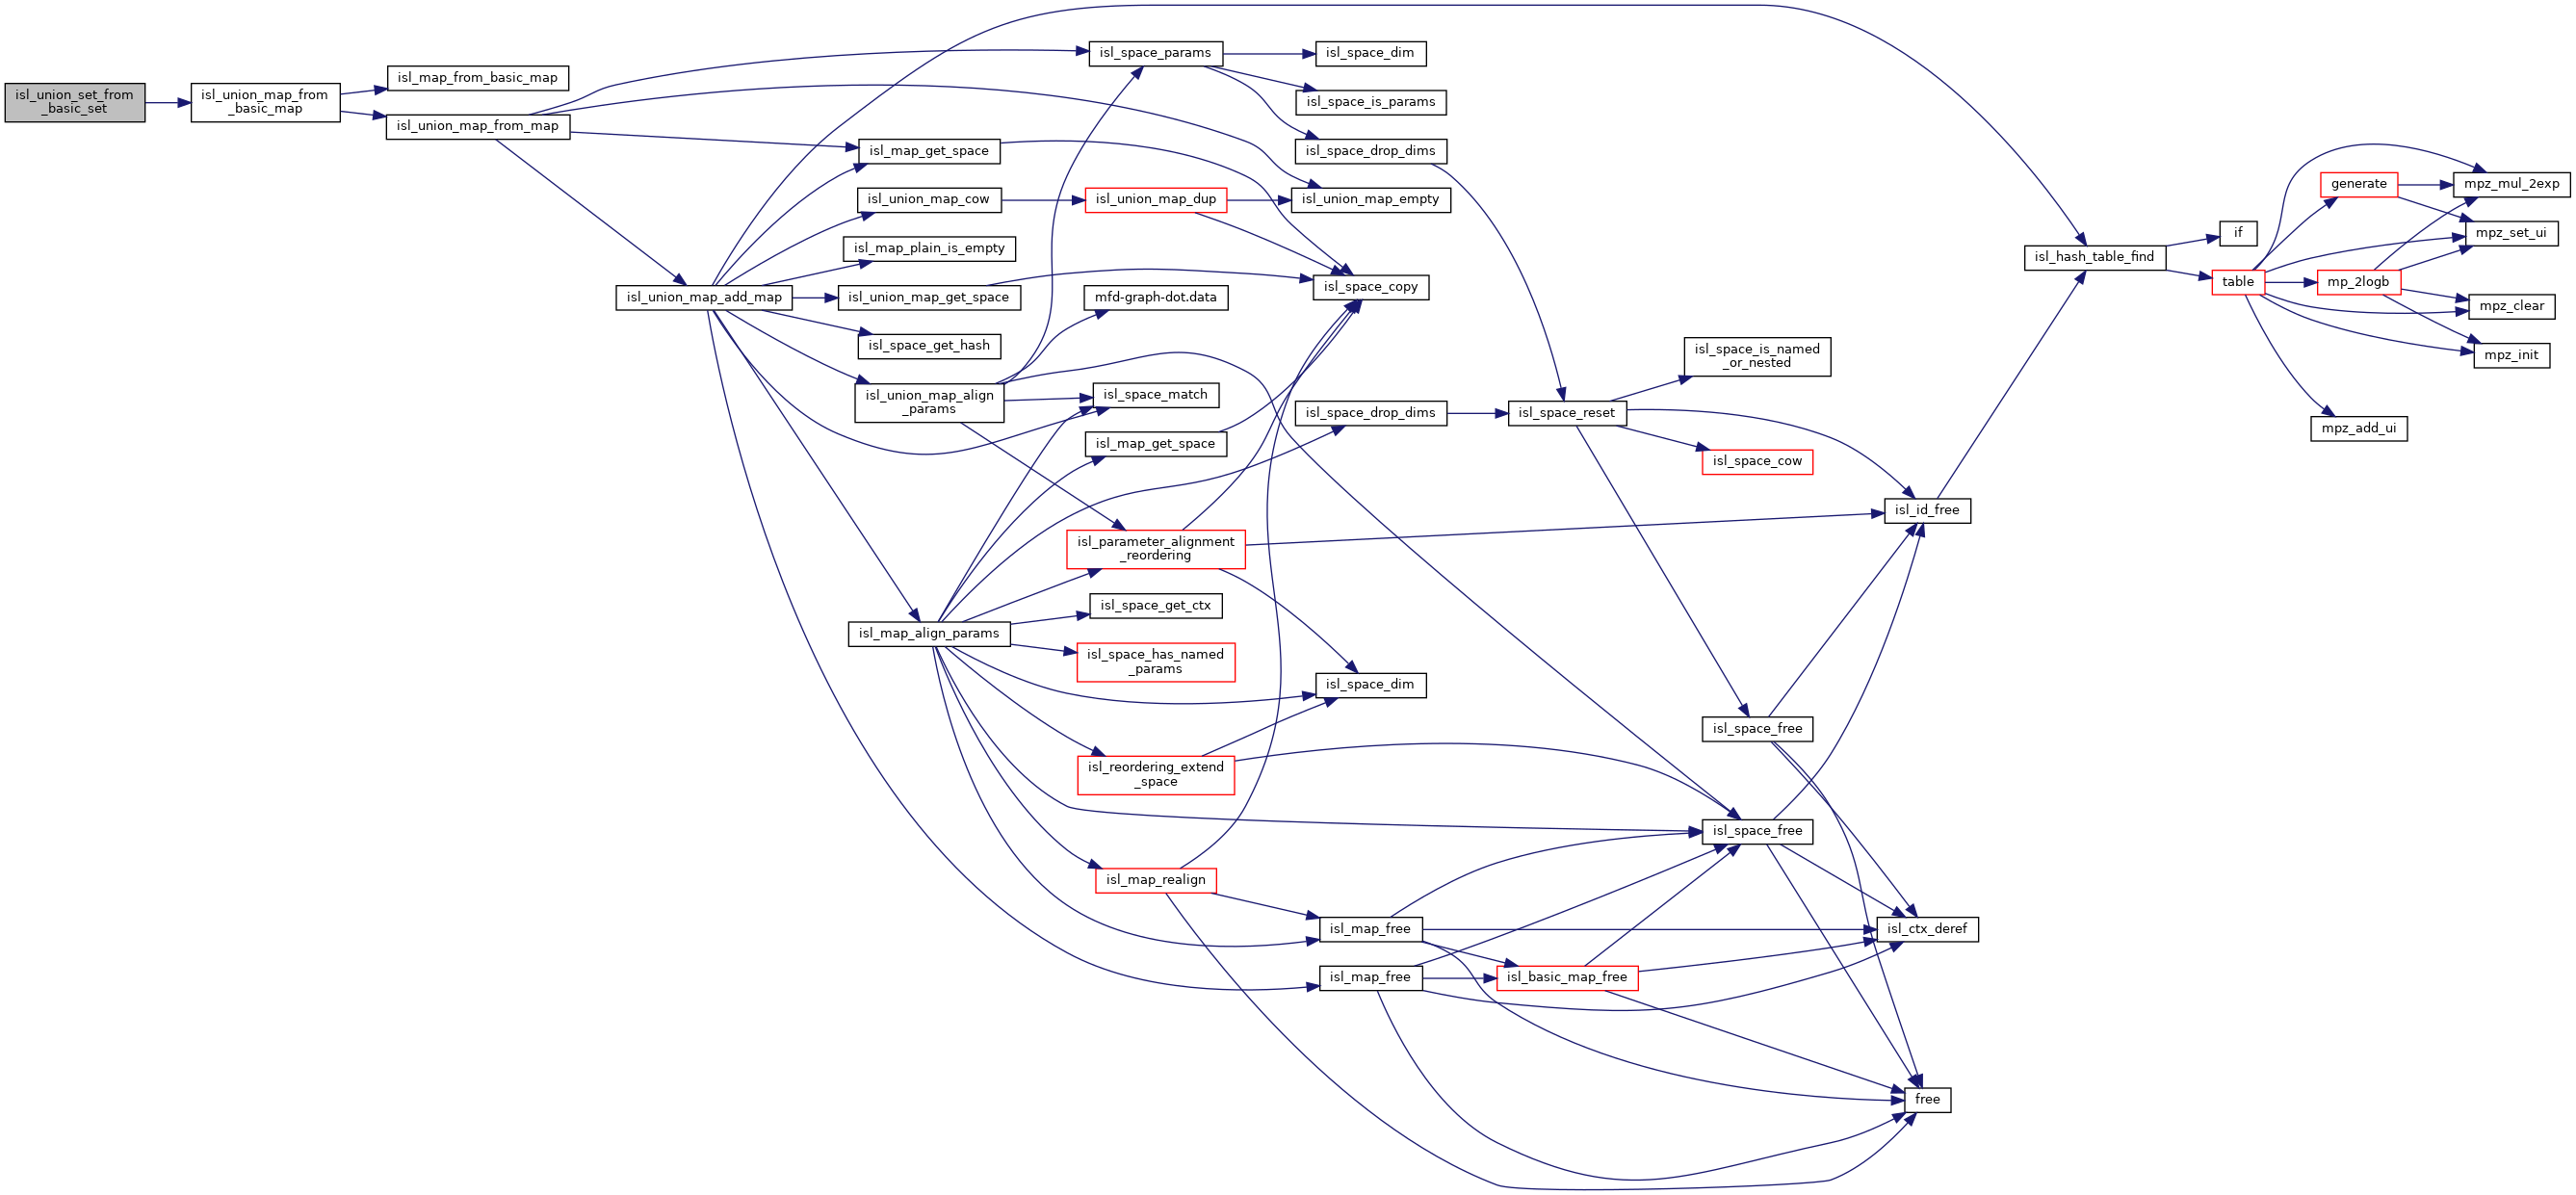 isl_union_set_from
_basic_set
isl_union_map_from
_basic_map
isl_map_from_basic_map
isl_union_map_from_map
isl_union_map_add_map
isl_map_get_space
isl_union_map_cow
isl_map_plain_is_empty
isl_union_map_get_space
isl_space_get_hash
isl_union_map_align
_params
isl_map_align_params
isl_space_params
isl_union_map_dup
mfd-graph-dot.data
isl_space_match
isl_map_get_space
isl_parameter_alignment
_reordering
isl_space_get_ctx
isl_space_has_named
_params
isl_reordering_extend
_space
isl_map_realign
isl_space_dim
isl_space_is_params
isl_space_drop_dims
isl_union_map_empty
isl_space_copy
isl_space_drop_dims
isl_space_dim
isl_map_free
isl_map_free
isl_space_reset
isl_basic_map_free
isl_space_is_named
_or_nested
isl_space_cow
isl_space_free
isl_space_free
isl_id_free
isl_ctx_deref
free
isl_hash_table_find
if
table
generate
mp_2logb
mpz_add_ui
mpz_mul_2exp
mpz_set_ui
mpz_clear
mpz_init